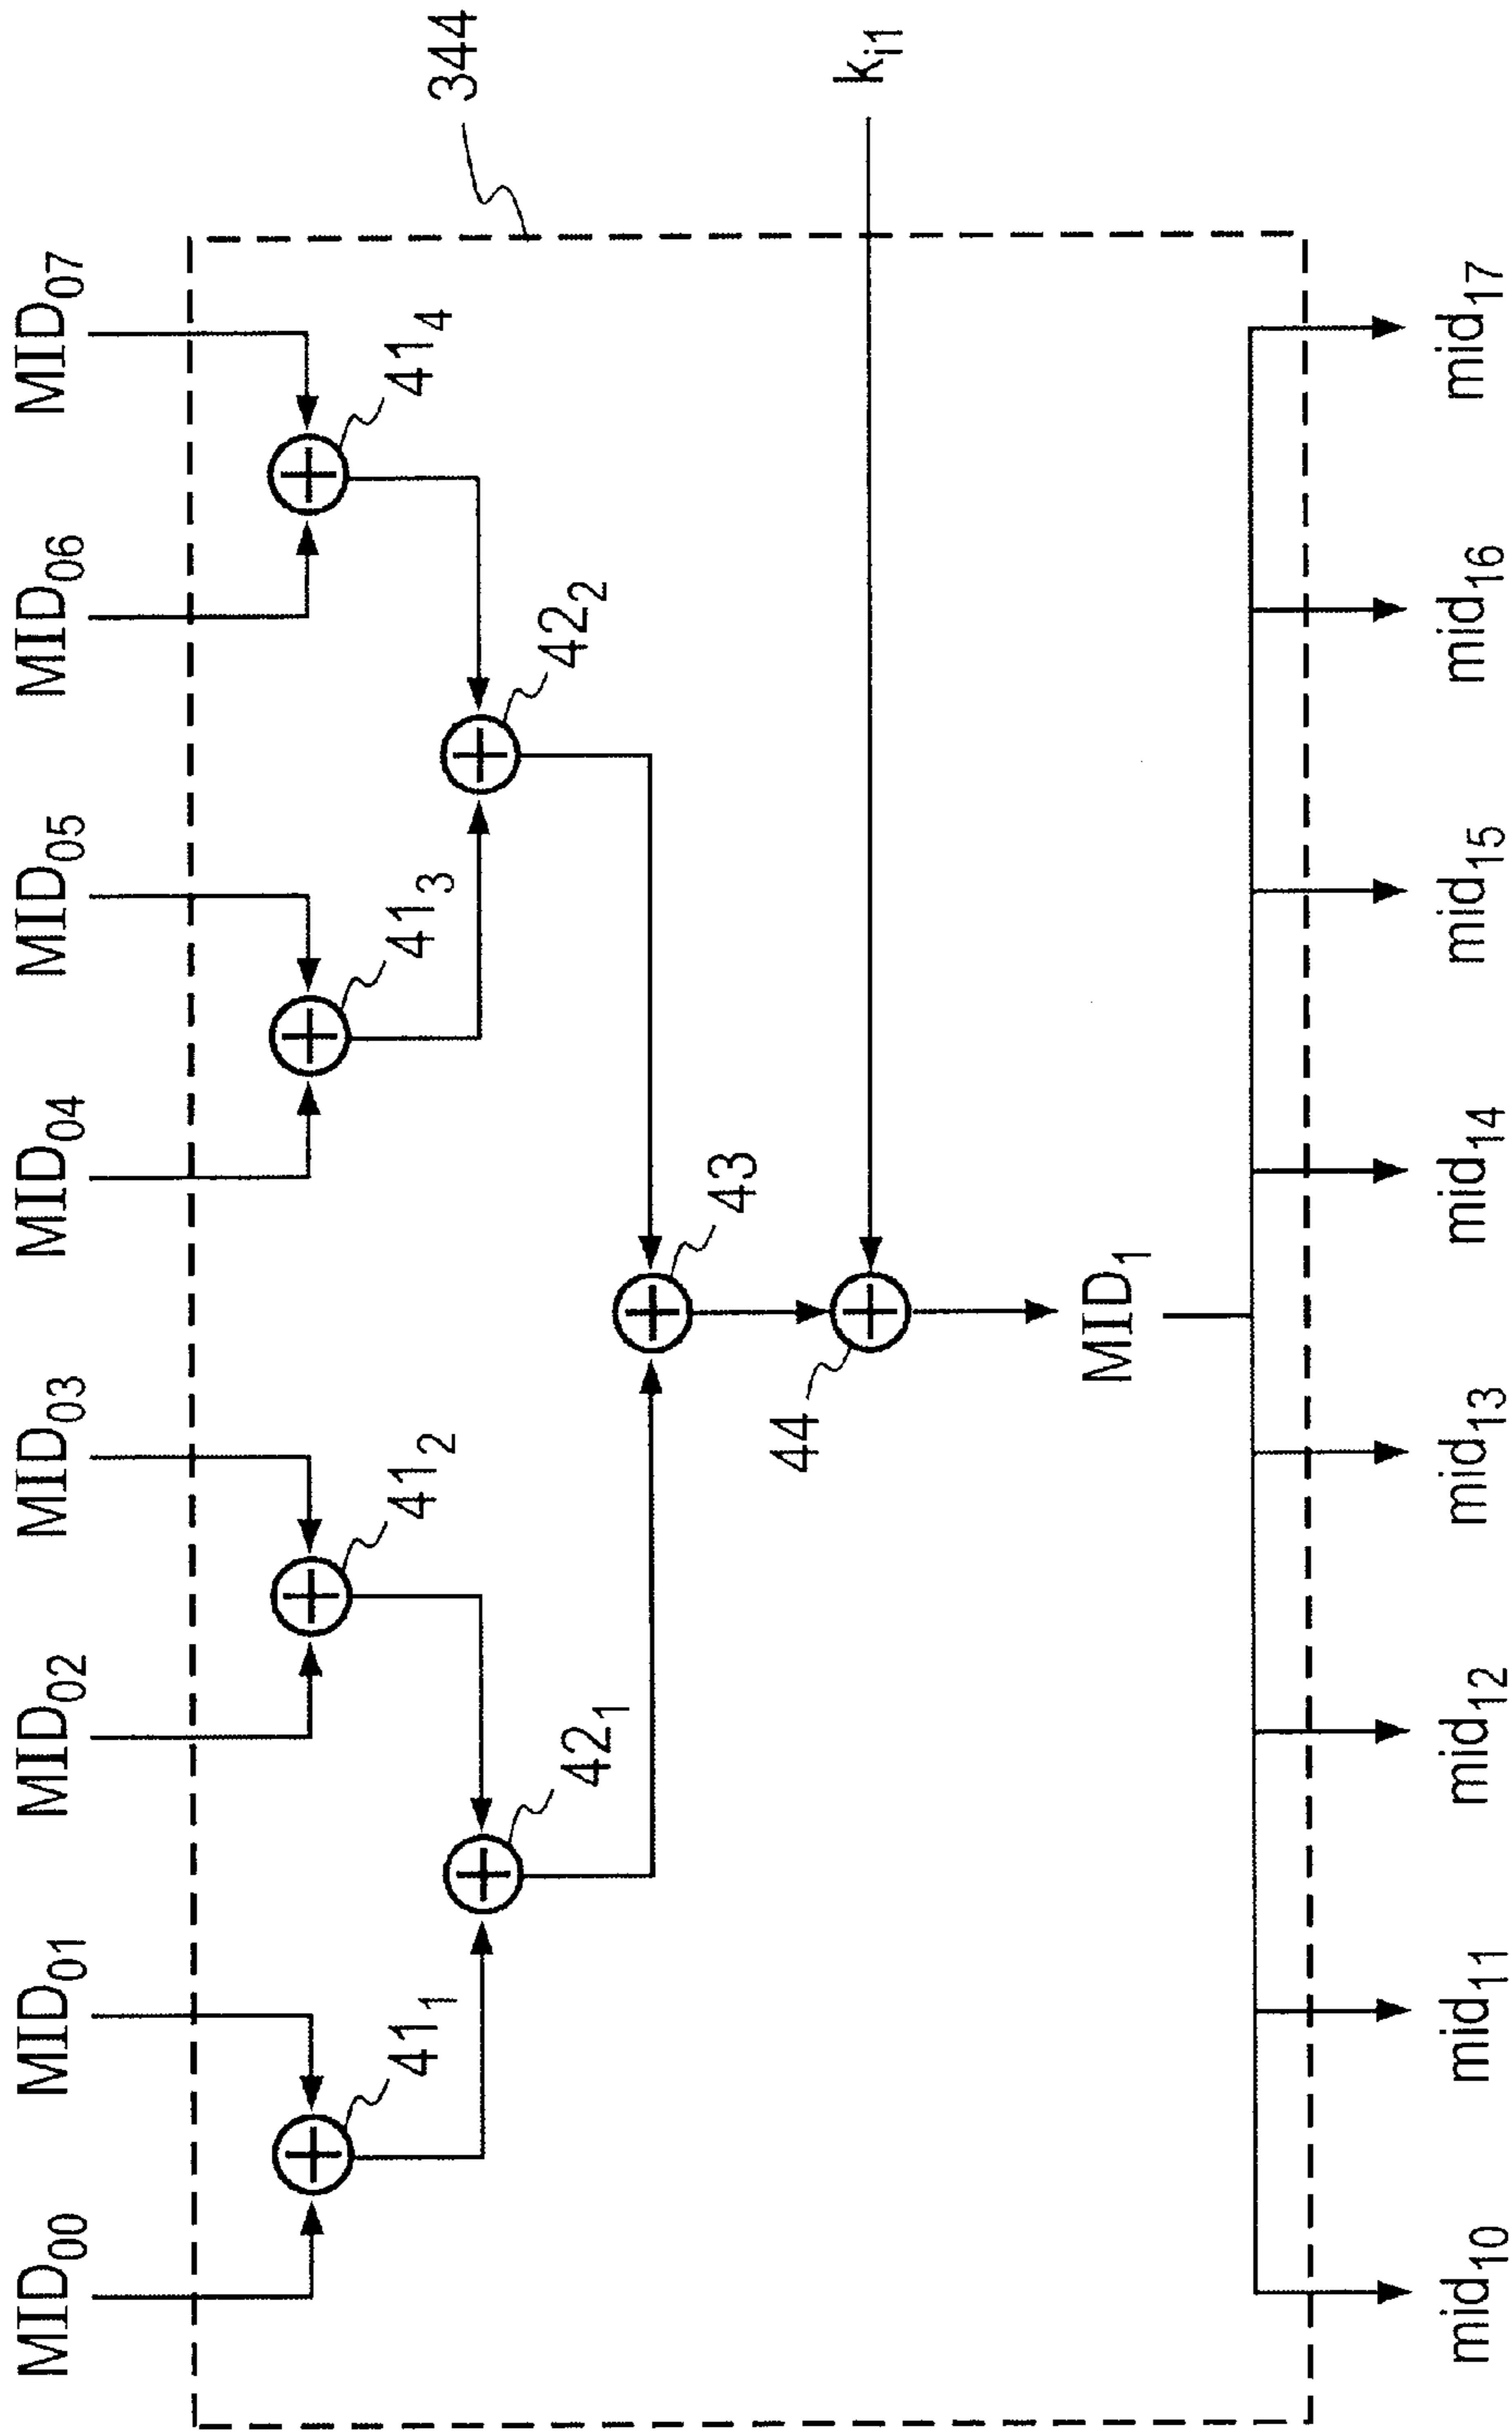 MID₀₀ MID₀₁ MID₀₂ MID₀₃ MID₀₄ MID₀₅ MID₀₆ MID₀₇
344
41₁ 41₂ 41₃ 41₄
42₁ 42₂
43
44
kᵢ₁
MID₁
mid₁₀ mid₁₁ mid₁₂ mid₁₃ mid₁₄ mid₁₅ mid₁₆ mid₁₇